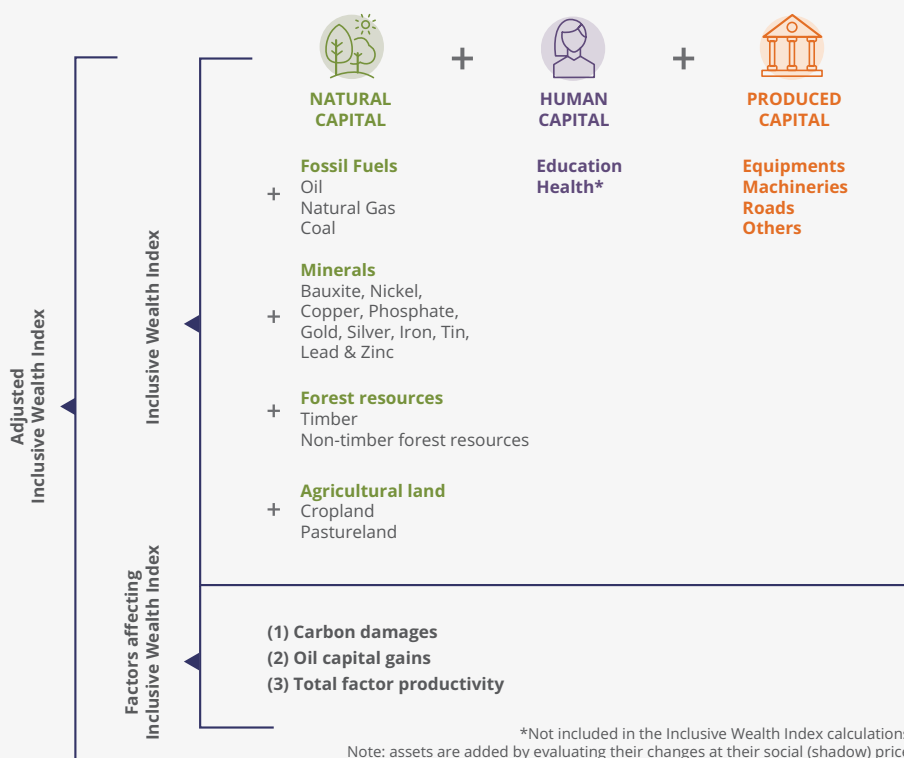 NATURAL
CAPITAL
+
HUMAN
CAPITAL
+
PRODUCED
CAPITAL
Adjusted
Inclusive Wealth Index
Inclusive Wealth Index
+
Fossil Fuels
Oil
Natural Gas
Coal
Education
Health*
Equipments
Machineries
Roads
Others
+
Minerals
Bauxite, Nickel,
Copper, Phosphate,
Gold, Silver, Iron, Tin,
Lead & Zinc
+
Forest resources
Timber
Non-timber forest resources
+
Agricultural land
Cropland
Pastureland
Factors affecting
Inclusive Wealth Index
(1) Carbon damages
(2) Oil capital gains
(3) Total factor productivity
*Not included in the Inclusive Wealth Index calculations
Note: assets are added by evaluating their changes at their social (shadow) price